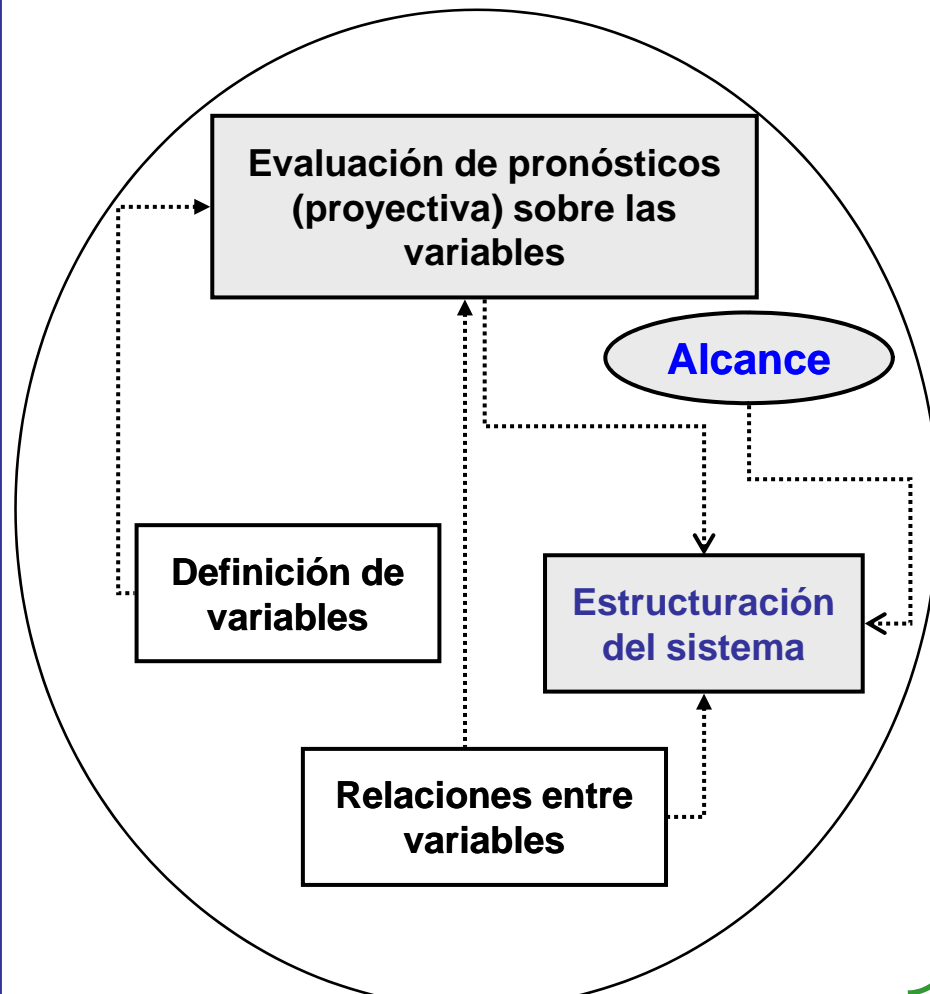 Evaluación de pronósticos
(proyectiva) sobre las
variables
Alcance
Definición de
variables
Estructuración
del sistema
Relaciones entre
variables